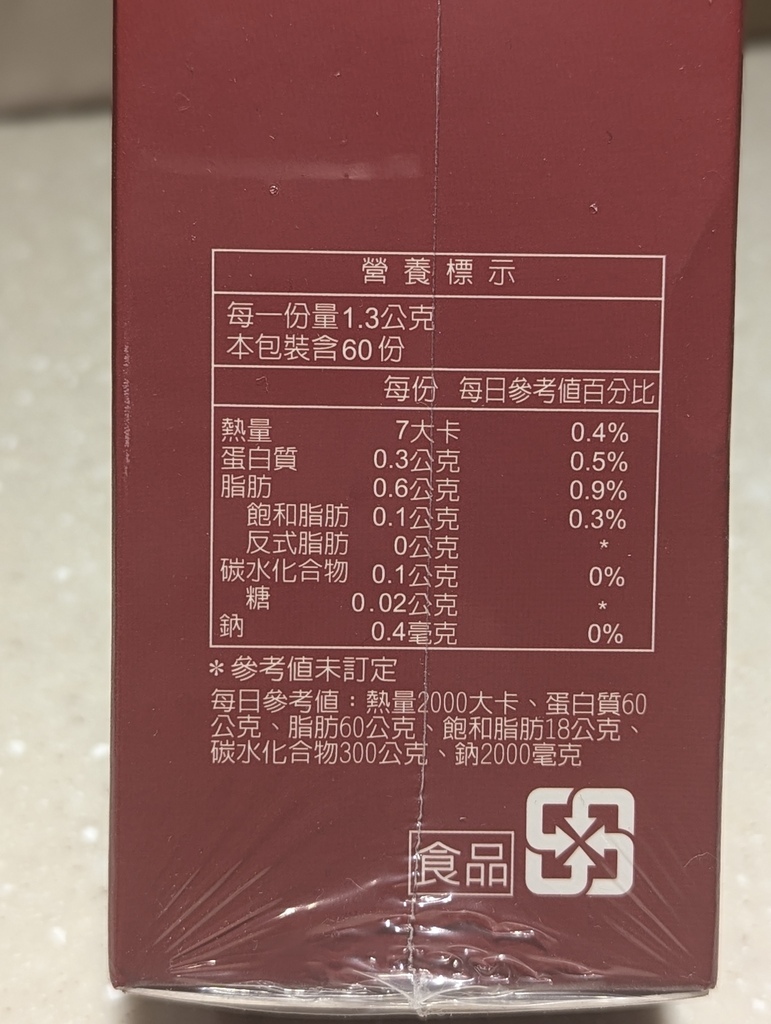 營養標示
每一份量1.3公克
本包裝含60份
每份 每日參考值百分比
熱量 7大卡 0.4%
蛋白質 0.3公克 0.5%
脂肪 0.6公克 0.9%
飽和脂肪 0.1公克 0.3%
反式脂肪 0公克 *
碳水化合物 0.1公克 0%
糖 0.02公克 *
鈉 0.4毫克 0%
*參考值未訂定
每日參考值：熱量2000大卡、蛋白質60
公克、脂肪60公克、飽和脂肪18公克、
碳水化合物300公克、鈉2000毫克
食品